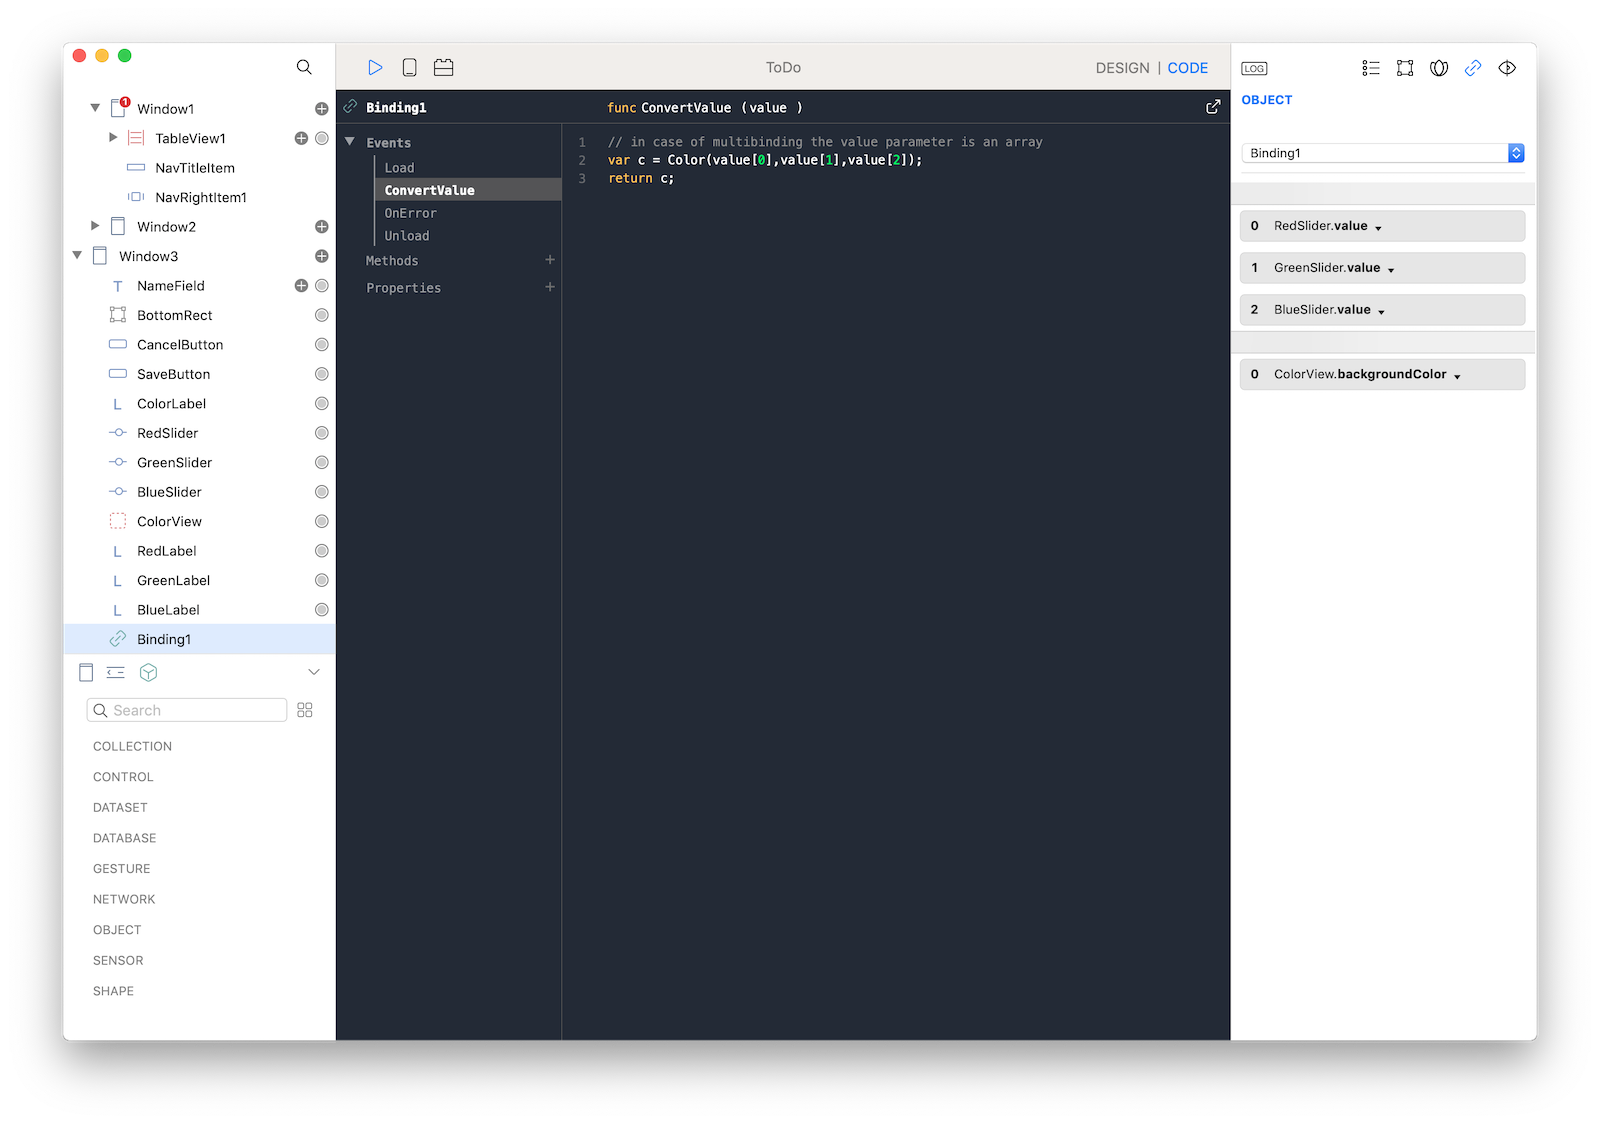 ToDo
DESIGN | CODE
LOG
1
Window1
TableView1
NavTitleItem
NavRightItem1
Window2
Window3
NameField
BottomRect
CancelButton
SaveButton
ColorLabel
RedSlider
GreenSlider
BlueSlider
ColorView
RedLabel
GreenLabel
BlueLabel
Binding1
Search
COLLECTION
CONTROL
DATASET
DATABASE
GESTURE
NETWORK
OBJECT
SENSOR
SHAPE
Binding1
Events
Load
ConvertValue
OnError
Unload
Methods +
Properties +
func ConvertValue (value )
1 // in case of multibinding the value parameter is an array
2 var c = Color(value[0],value[1],value[2]);
3 return c;
OBJECT
Binding1
0 RedSlider.value
1 GreenSlider.value
2 BlueSlider.value
0 ColorView.backgroundColor